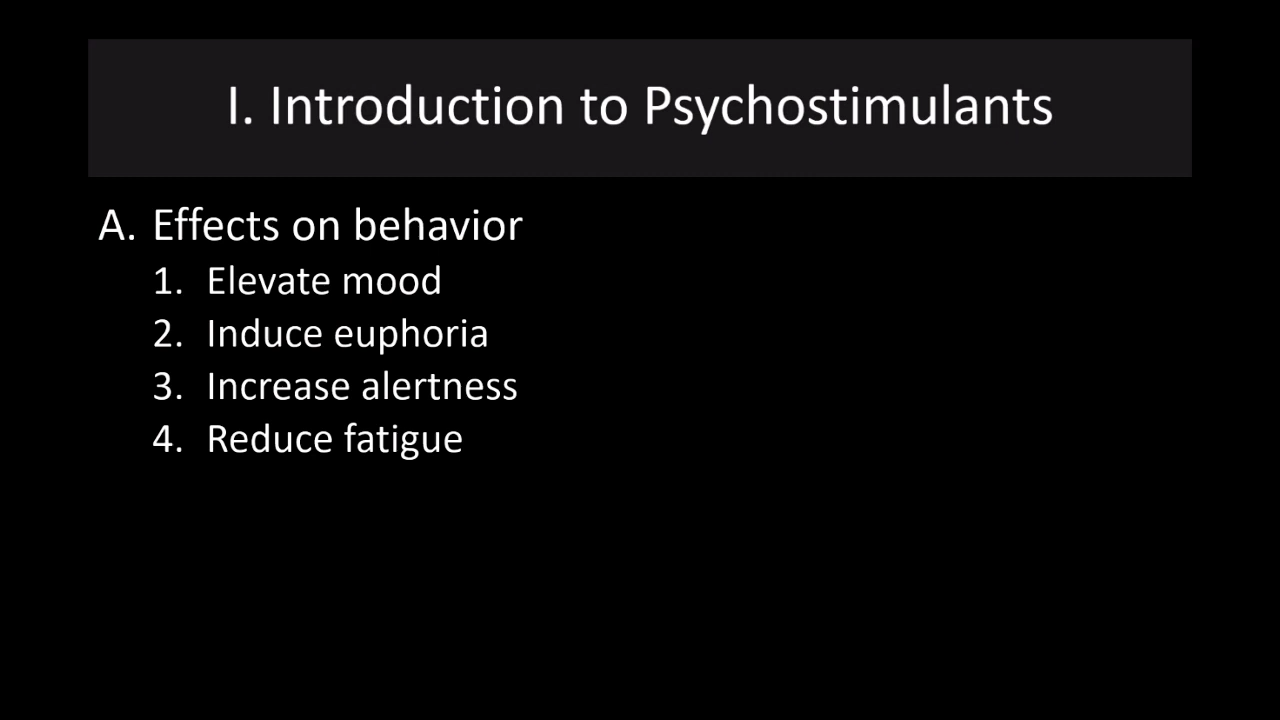 I. Introduction to Psychostimulants
A. Effects on behavior
1. Elevate mood
2. Induce euphoria
3. Increase alertness
4. Reduce fatigue